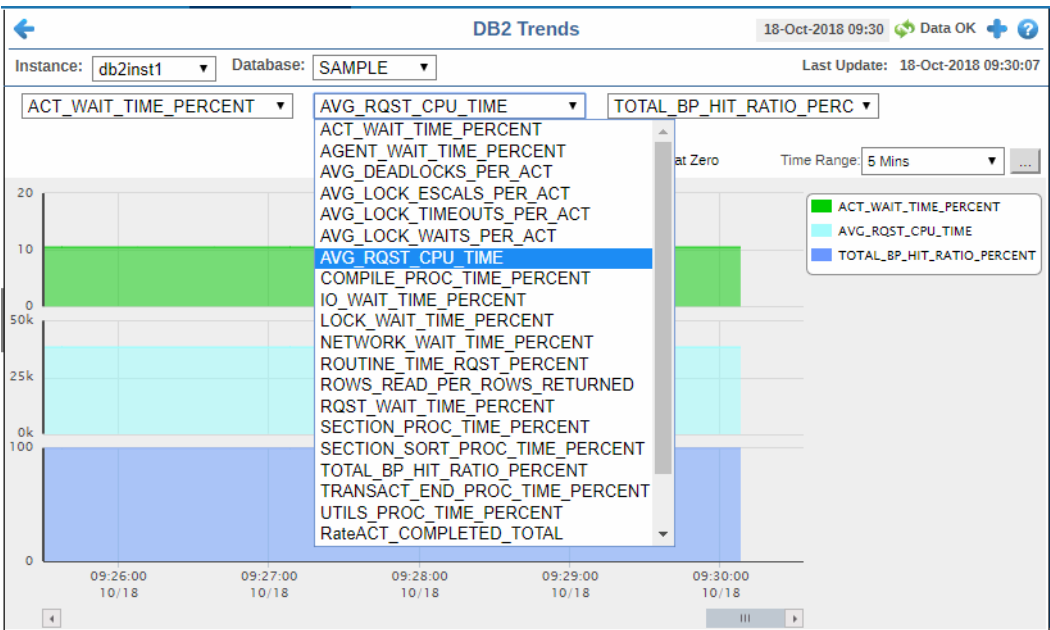 DB2 Trends
18-Oct-2018 09:30 Data OK
Instance: db2inst1 Database: SAMPLE Last Update: 18-Oct-2018 09:30:07
ACT_WAIT_TIME_PERCENT AVG_RQST_CPU_TIME TOTAL_BP_HIT_RATIO_PERC
ACT_WAIT_TIME_PERCENT
AGENT_WAIT_TIME_PERCENT
AVG_DEADLOCKS_PER_ACT
AVG_LOCK_ESCALS_PER_ACT
AVG_LOCK_TIMEOUTS_PER_ACT
AVG_LOCK_WAITS_PER_ACT
AVG_RQST_CPU_TIME
COMPILE_PROC_TIME_PERCENT
IO_WAIT_TIME_PERCENT
LOCK_WAIT_TIME_PERCENT
NETWORK_WAIT_TIME_PERCENT
ROUTINE_TIME_RQST_PERCENT
ROWS_READ_PER_ROWS_RETURNED
RQST_WAIT_TIME_PERCENT
SECTION_PROC_TIME_PERCENT
SECTION_SORT_PROC_TIME_PERCENT
TOTAL_BP_HIT_RATIO_PERCENT
TRANSACT_END_PROC_TIME_PERCENT
UTILS_PROC_TIME_PERCENT
RateACT_COMPLETED_TOTAL
at Zero Time Range: 5 Mins ...
ACT_WAIT_TIME_PERCENT
AVG_RQST_CPU_TIME
TOTAL_BP_HIT_RATIO_PERCENT
20
10
0
50k
25k
0k
100
0
09:26:00 09:27:00 09:28:00 09:29:00 09:30:00
10/18 10/18 10/18 10/18 10/18